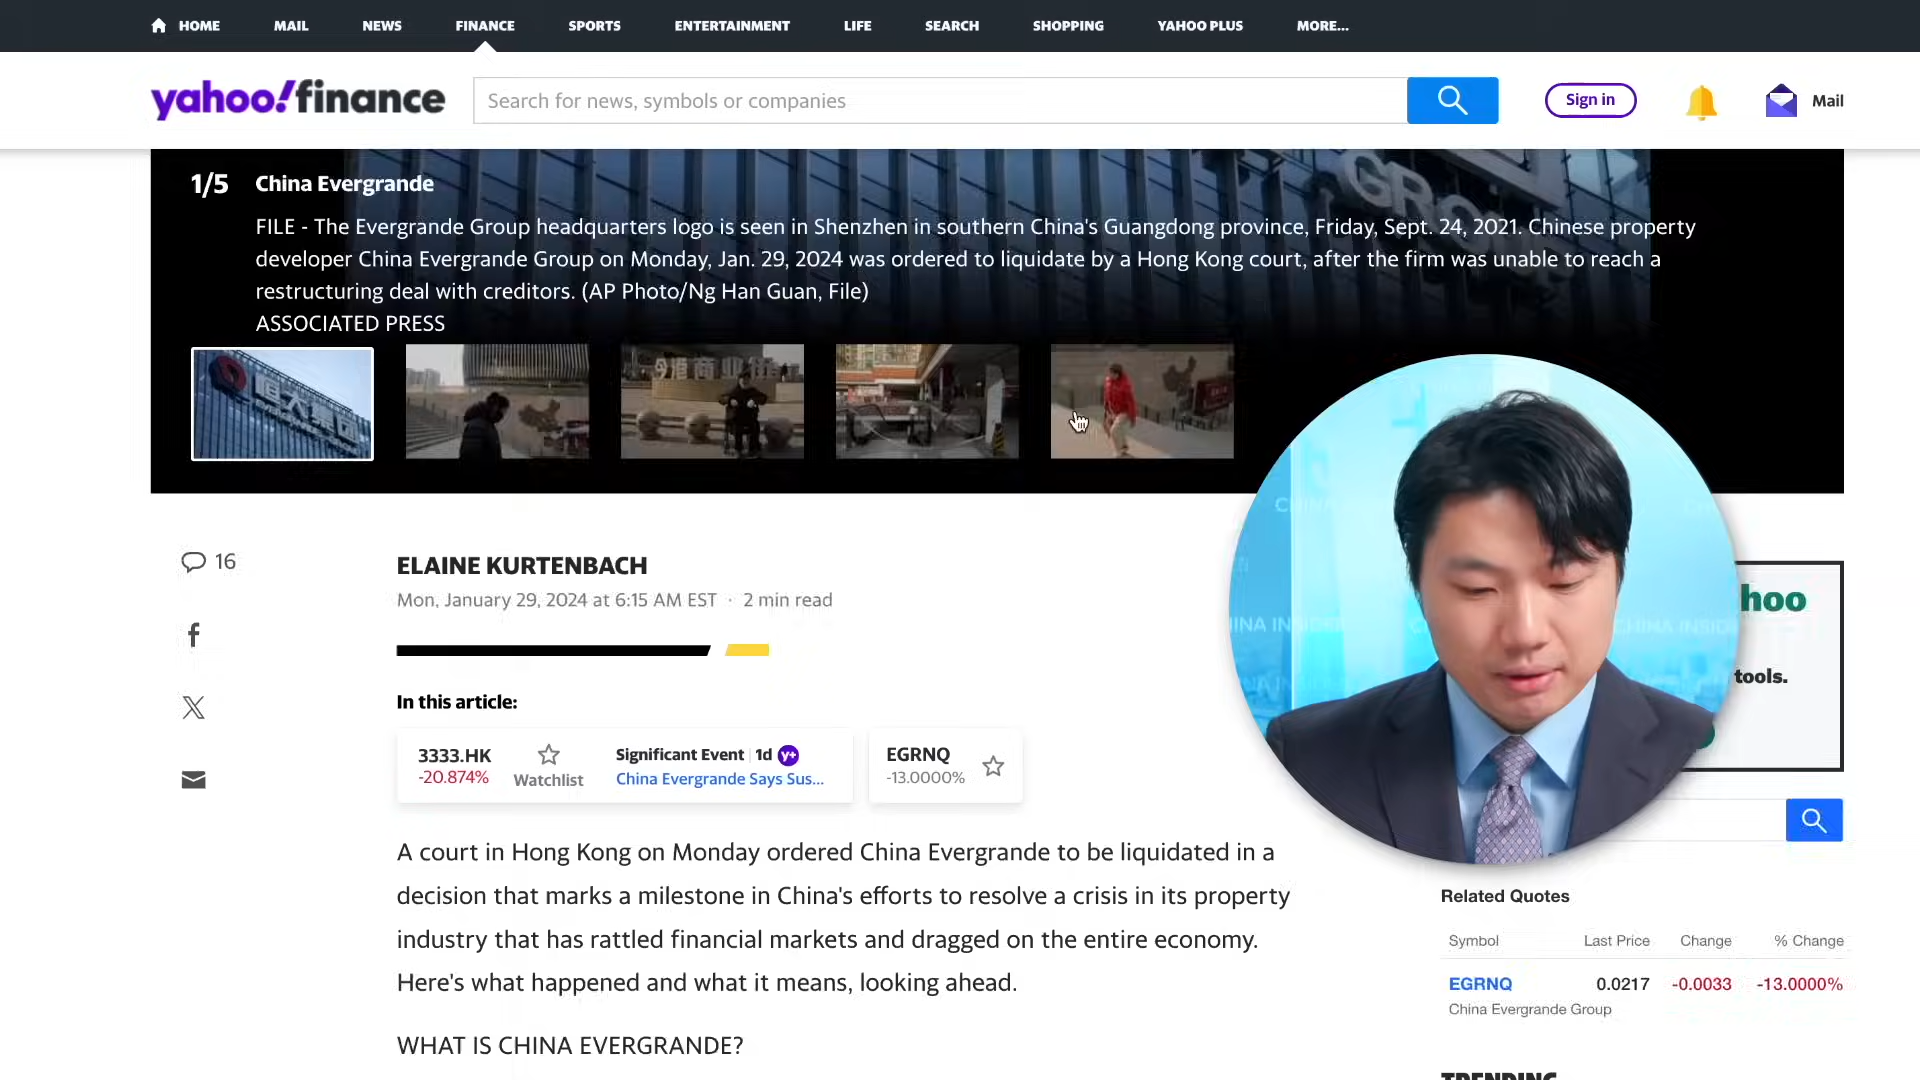 HOME MAIL NEWS FINANCE SPORTS ENTERTAINMENT LIFE SEARCH SHOPPING YAHOO PLUS MORE...
yahoo!finance
Search for news, symbols or companies
Sign in
Mail
GRO
1/5 China Evergrande
FILE - The Evergrande Group headquarters logo is seen in Shenzhen in southern China's Guangdong province, Friday, Sept. 24, 2021. Chinese property
developer China Evergrande Group on Monday, Jan. 29, 2024 was ordered to liquidate by a Hong Kong court, after the firm was unable to reach a
restructuring deal with creditors. (AP Photo/Ng Han Guan, File)
ASSOCIATED PRESS
恒大集团
商业街
16
ELAINE KURTENBACH
Mon, January 29, 2024 at 6:15 AM EST · 2 min read
In this article:
3333.HK
-20.874%
Watchlist
Significant Event | 1d y+
China Evergrande Says Sus...
EGRNQ
-13.0000%
A court in Hong Kong on Monday ordered China Evergrande to be liquidated in a
decision that marks a milestone in China's efforts to resolve a crisis in its property
industry that has rattled financial markets and dragged on the entire economy.
Here's what happened and what it means, looking ahead.
WHAT IS CHINA EVERGRANDE?
hoo
tools.
Related Quotes
Symbol Last Price Change % Change
EGRNQ 0.0217 -0.0033 -13.0000%
China Evergrande Group
TRENDING